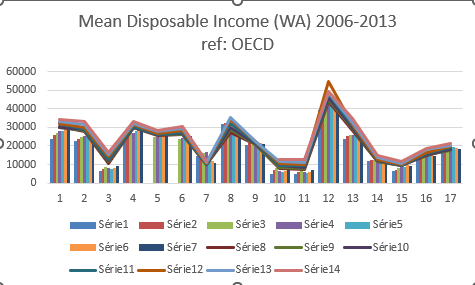 Mean Disposable Income (WA) 2006-2013
ref: OECD
60000
50000
40000
30000
20000
10000
0
1 2 3 4 5 6 7 8 9 10 11 12 13 14 15 16 17
Série1 Série2 Série3 Série4 Série5
Série6 Série7 Série8 Série9 Série10
Série11 Série12 Série13 Série14